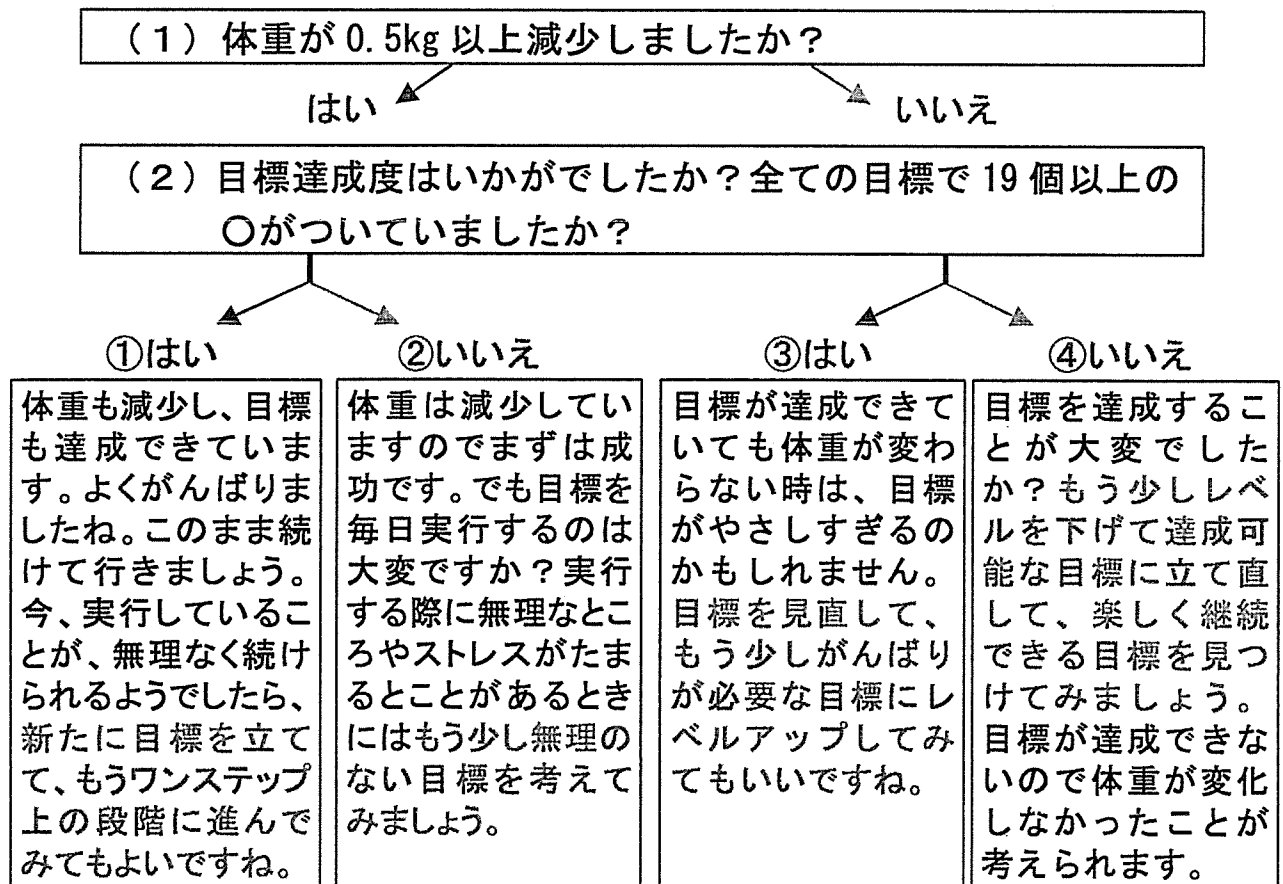 (1)体重が0.5kg以上減少しましたか?
はい
いいえ
(2)目標達成度はいかがでしたか?全ての目標で19個以上の
○がついていましたか?
①はい
②いいえ
③はい
④いいえ
体重も減少し、目標
も達成できていま
す。よくがんばりま
したね。このまま続
けて行きましょう。
今、実行しているこ
とが、無理なく続け
られるようでしたら、
新たに目標を立て
て、もうワンステップ
上の段階に進んで
みてもよいですね。
体重は減少してい
ますのでまずは成
功です。でも目標を
毎日実行するのは
大変ですか?実行
する際に無理なとこ
ろやストレスがたま
るとことがあるとき
にはもう少し無理の
ない目標を考えて
みましょう。
目標が達成できて
いても体重が変わ
らない時は、目標
がやさしすぎるの
かもしれません。
目標を見直して、
もう少しがんばり
が必要な目標にレ
ベルアップしてみ
てもいいですね。
目標を達成するこ
とが大変でした
か?もう少しレベ
ルを下げて達成可
能な目標に立て直
して、楽しく継続
できる目標を見つ
けてみましょう。
目標が達成できな
いので体重が変化
しなかったことが
考えられます。